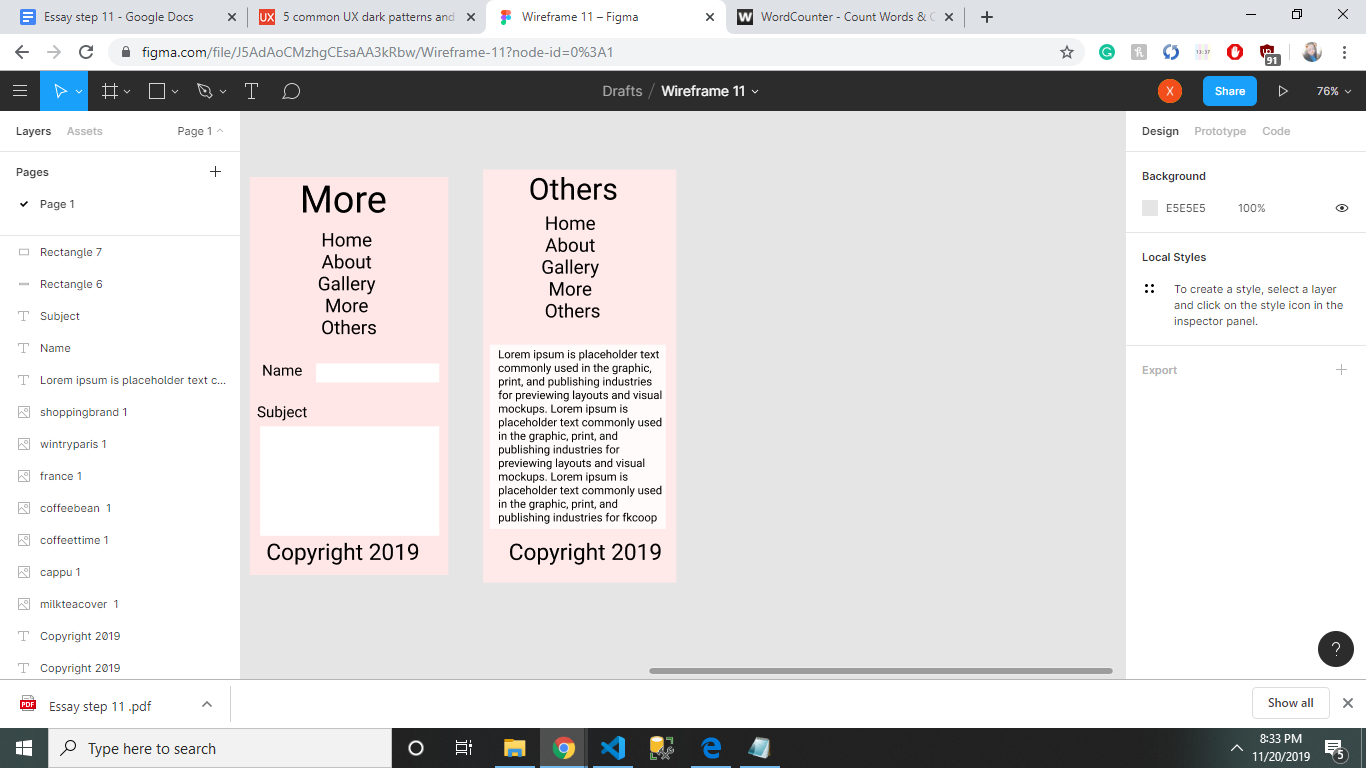 Essay step 11 - Google Docs
5 common UX dark patterns and
Wireframe 11 – Figma
WordCounter - Count Words & C
figma.com/file/J5AdAoCMzhgCEsaAA3kRbw/Wireframe-11?node-id=0%3A1
91
Drafts / Wireframe 11
X
Share
76%
Layers
Assets
Page 1
Pages
Page 1
Rectangle 7
Rectangle 6
Subject
Name
Lorem ipsum is placeholder text c...
shoppingbrand 1
wintryparis 1
france 1
coffeebean 1
coffeettime 1
cappu 1
milkteacover 1
Copyright 2019
Copyright 2019
More
Home
About
Gallery
More
Others
Name
Subject
Copyright 2019
Others
Home
About
Gallery
More
Others
Lorem ipsum is placeholder text
commonly used in the graphic,
print, and publishing industries
for previewing layouts and visual
mockups. Lorem ipsum is
placeholder text commonly used
in the graphic, print, and
publishing industries for
previewing layouts and visual
mockups. Lorem ipsum is
placeholder text commonly used
in the graphic, print, and
publishing industries for fkcoop
Copyright 2019
Design
Prototype
Code
Background
E5E5E5
100%
Local Styles
To create a style, select a layer
and click on the style icon in the
inspector panel.
Export
?
PDF
Essay step 11 .pdf
Show all
Type here to search
8:33 PM
11/20/2019
5